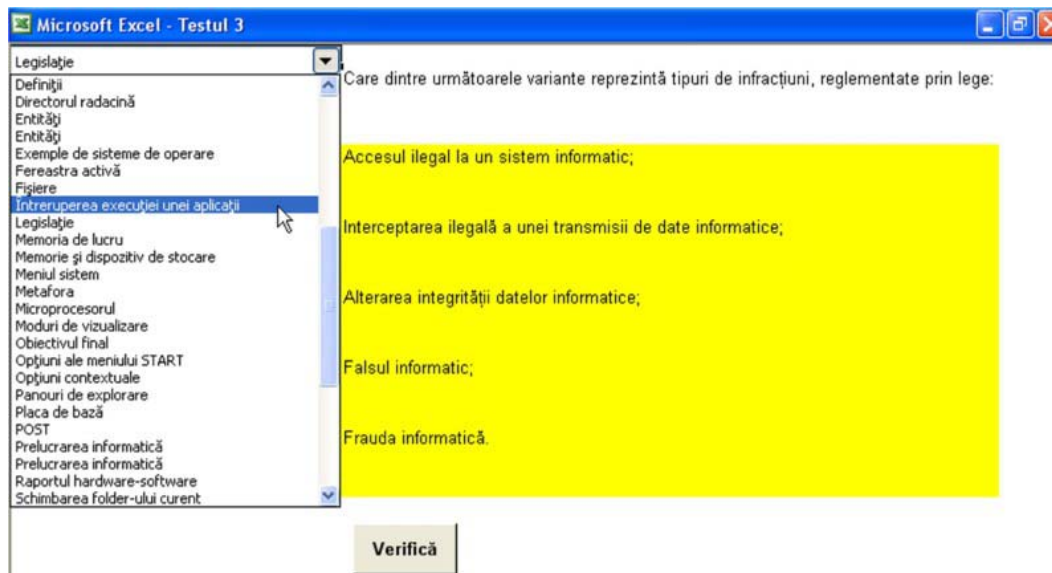 Microsoft Excel - Testul 3
Legislaţie
Definiţii
Directorul radacină
Entităţi
Entităţi
Exemple de sisteme de operare
Fereastra activă
Fişiere
Întreruperea execuţiei unei aplicaţii
Legislaţie
Memoria de lucru
Memorie şi dispozitiv de stocare
Meniul sistem
Metafora
Microprocesorul
Moduri de vizualizare
Obiectivul final
Opţiuni ale meniului START
Opţiuni contextuale
Panouri de explorare
Placa de bază
POST
Prelucrarea informatică
Prelucrarea informatică
Raportul hardware-software
Schimbarea folder-ului curent
Care dintre următoarele variante reprezintă tipuri de infracțiuni, reglementate prin lege:
Accesul ilegal la un sistem informatic;
Interceptarea ilegală a unei transmisii de date informatice;
Alterarea integrității datelor informatice;
Falsul informatic;
Frauda informatică.
Verifică